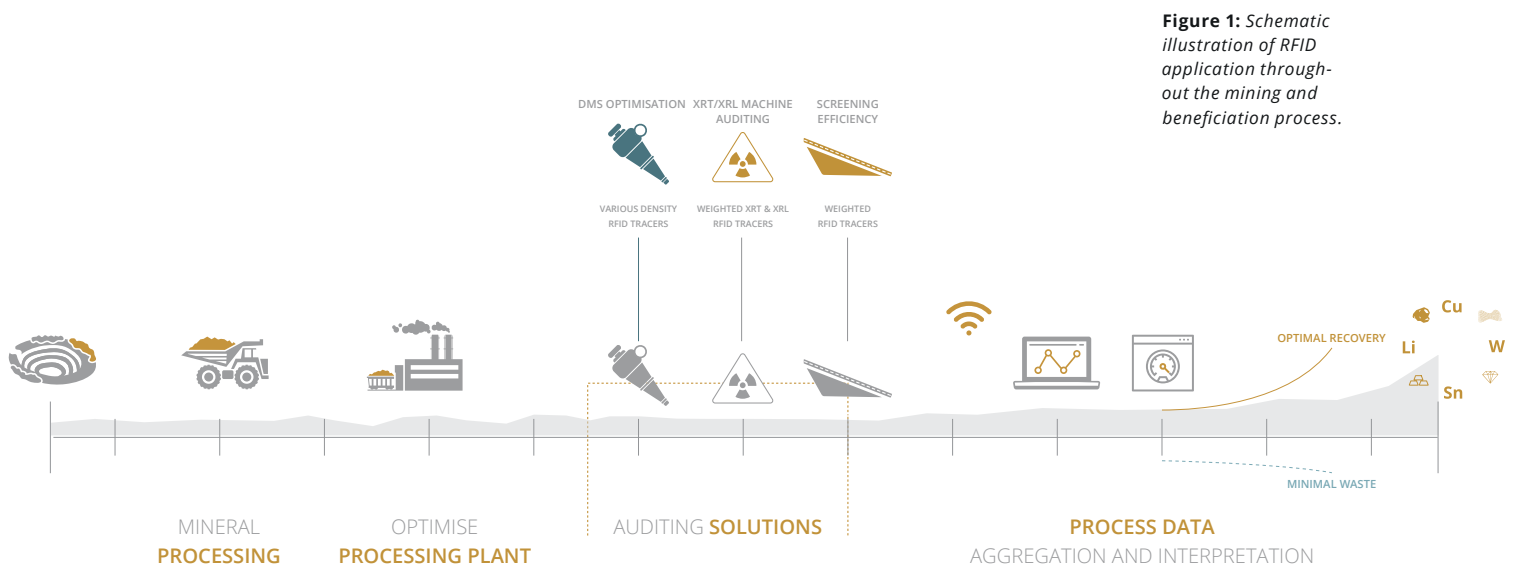 Figure 1: Schematic
illustration of RFID
application through-
out the mining and
beneficiation process.
DMS OPTIMISATION
XRT/XRL MACHINE
AUDITING
SCREENING
EFFICIENCY
VARIOUS DENSITY
RFID TRACERS
WEIGHTED XRT & XRL
RFID TRACERS
WEIGHTED
RFID TRACERS
OPTIMAL RECOVERY
Cu
Li
W
Sn
MINIMAL WASTE
MINERAL
PROCESSING
OPTIMISE
PROCESSING PLANT
AUDITING SOLUTIONS
PROCESS DATA
AGGREGATION AND INTERPRETATION